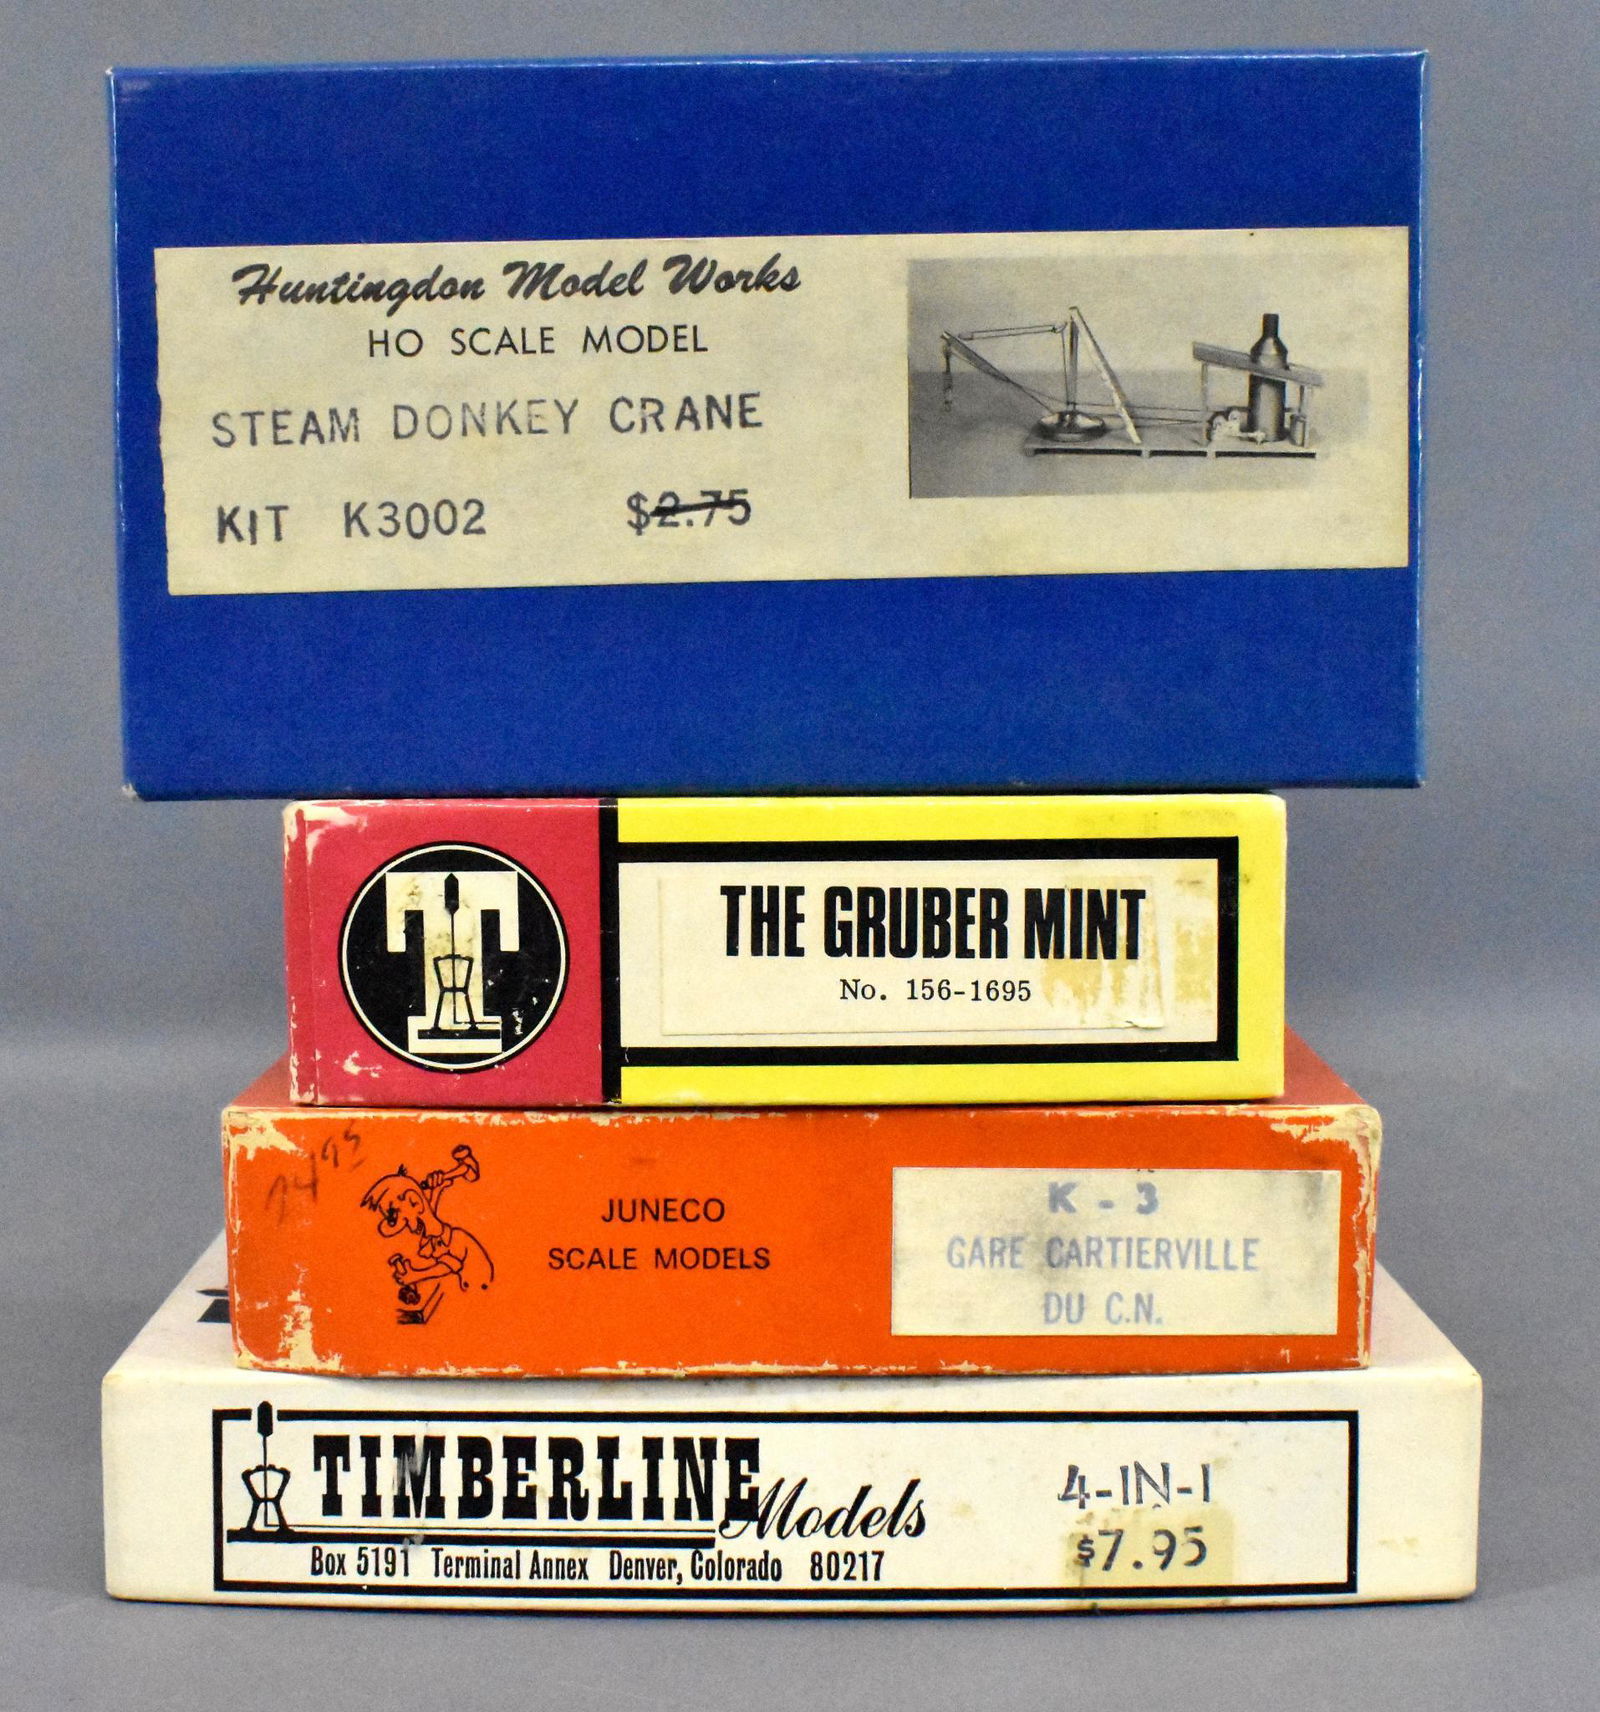 Huntingdon Model Works
HO SCALE MODEL
STEAM DONKEY CRANE
KIT K3002 $2.75
T
THE GRUBER MINT
No. 156-1695
JUNECO
SCALE MODELS
K - 3
GARE CARTIERVILLE
DU C.N.
TIMBERLINE Models
Box 5191 Terminal Annex Denver, Colorado 80217
4-IN-1
$7.95